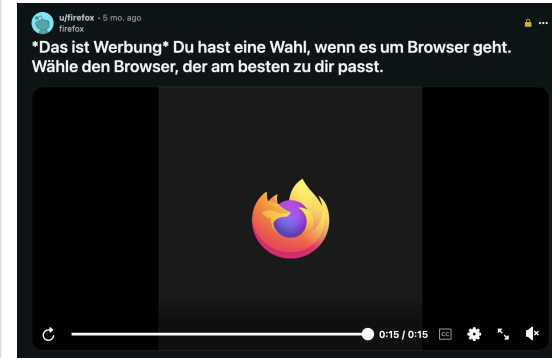 u/firefox • 5 mo. ago
firefox
*Das ist Werbung* Du hast eine Wahl, wenn es um Browser geht.
Wähle den Browser, der am besten zu dir passt.
0:15 / 0:15
CC